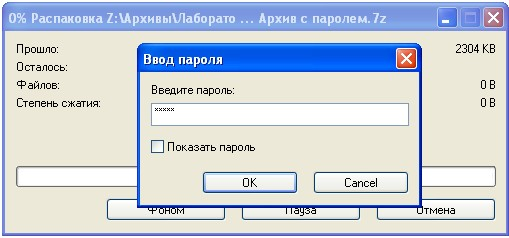 0% Распаковка Z:\Архивы\Лаборато ... Архив с паролем.7z
Прошло:
2304 KB
Осталось:
Файлов:
0 B
Степень сжатия:
0 B
Ввод пароля
Введите пароль:
*****
Показать пароль
OK
Cancel
Фоном
Пауза
Отмена